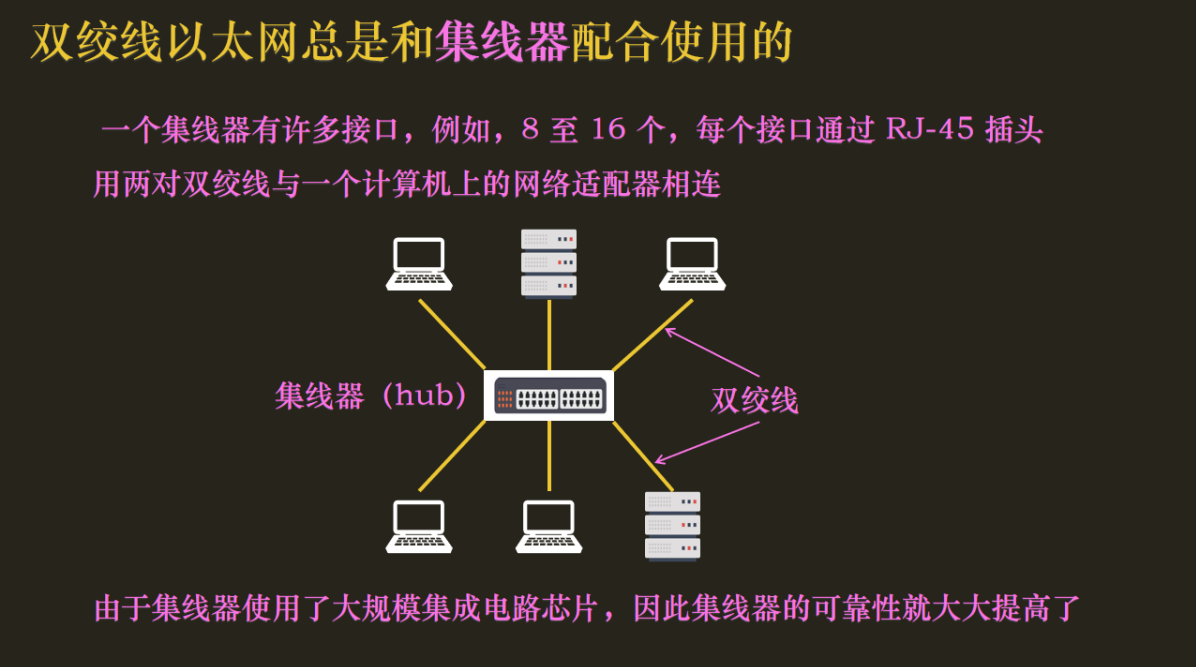 双绞线以太网总是和集线器配合使用的
一个集线器有许多接口，例如，8 至 16 个，每个接口通过 RJ-45 插头
用两对双绞线与一个计算机上的网络适配器相连
集线器（hub）
双绞线
由于集线器使用了大规模集成电路芯片，因此集线器的可靠性就大大提高了